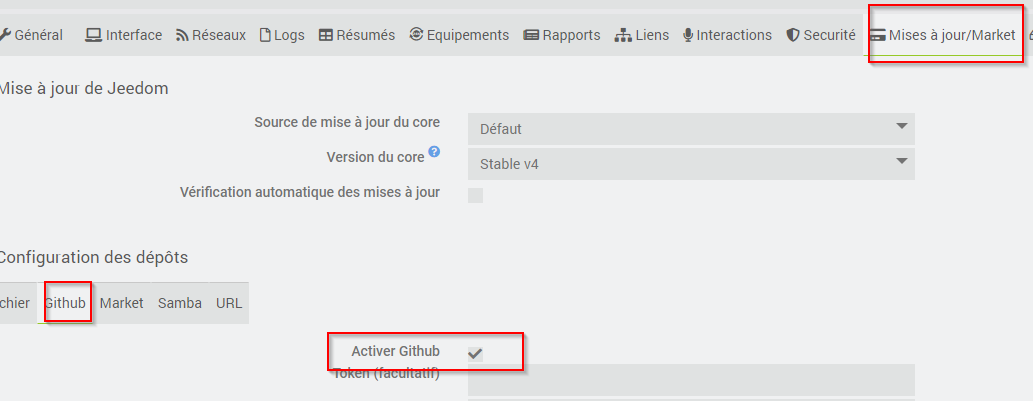 Général Interface Réseaux Logs Résumés Equipements Rapports Liens Interactions Securité Mises à jour/Market
Mise à jour de Jeedom
Source de mise à jour du core Défaut
Version du core Stable v4
Vérification automatique des mises à jour
Configuration des dépôts
chier Github Market Samba URL
Activer Github
Token (facultatif)